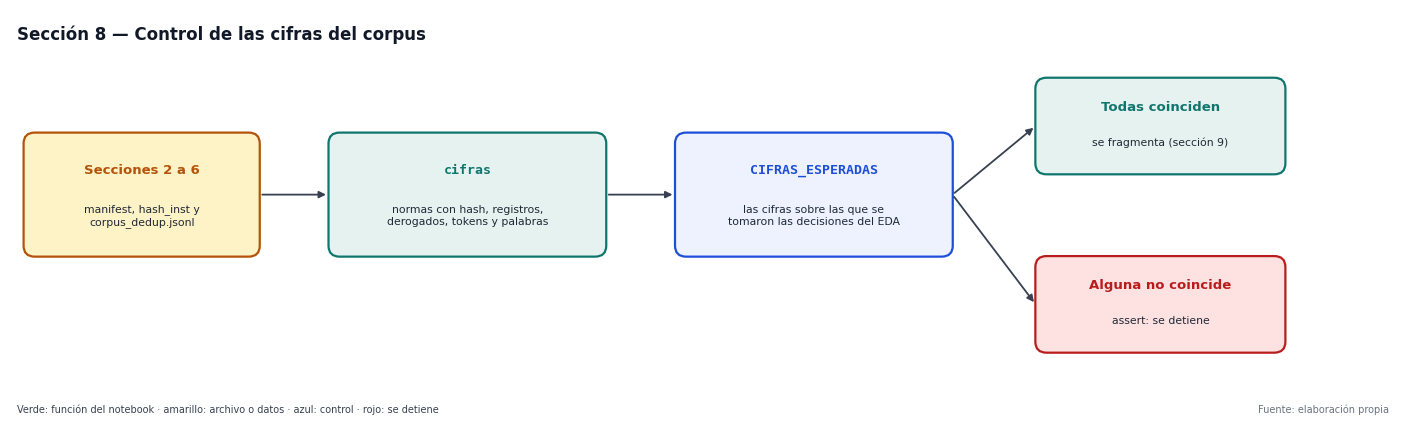 Sección 8 — Control de las cifras del corpus
Secciones 2 a 6
manifest, hash_inst y
corpus_dedup.jsonl
cifras
normas con hash, registros,
derogados, tokens y palabras
CIFRAS_ESPERADAS
las cifras sobre las que se
tomaron las decisiones del EDA
Todas coinciden
se fragmenta (sección 9)
Alguna no coincide
assert: se detiene
Verde: función del notebook · amarillo: archivo o datos · azul: control · rojo: se detiene
Fuente: elaboración propia